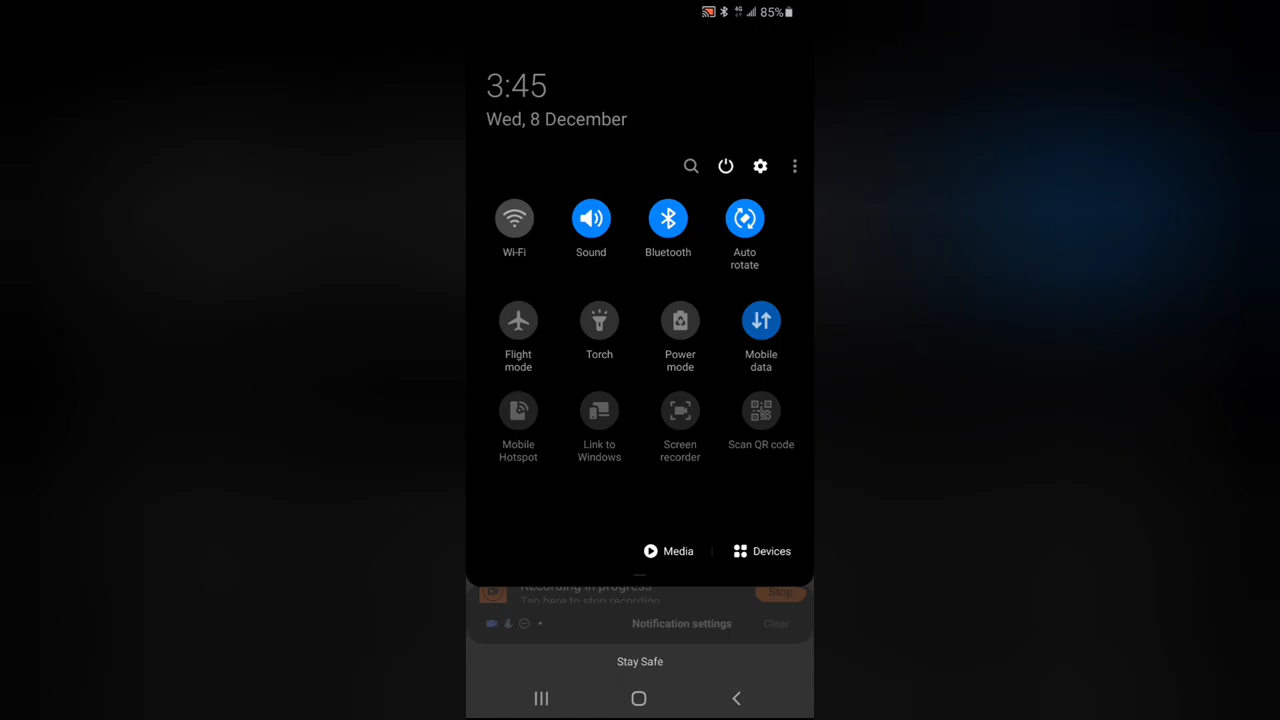 4G 85%
3:45
Wed, 8 December
Wi-Fi Sound Bluetooth Auto
rotate
Flight Torch Power Mobile
mode mode data
Mobile Link to Screen Scan QR code
Hotspot Windows recorder
Media Devices
Recording in progress Stop
Tap here to stop recording
Notification settings Clear
Stay Safe